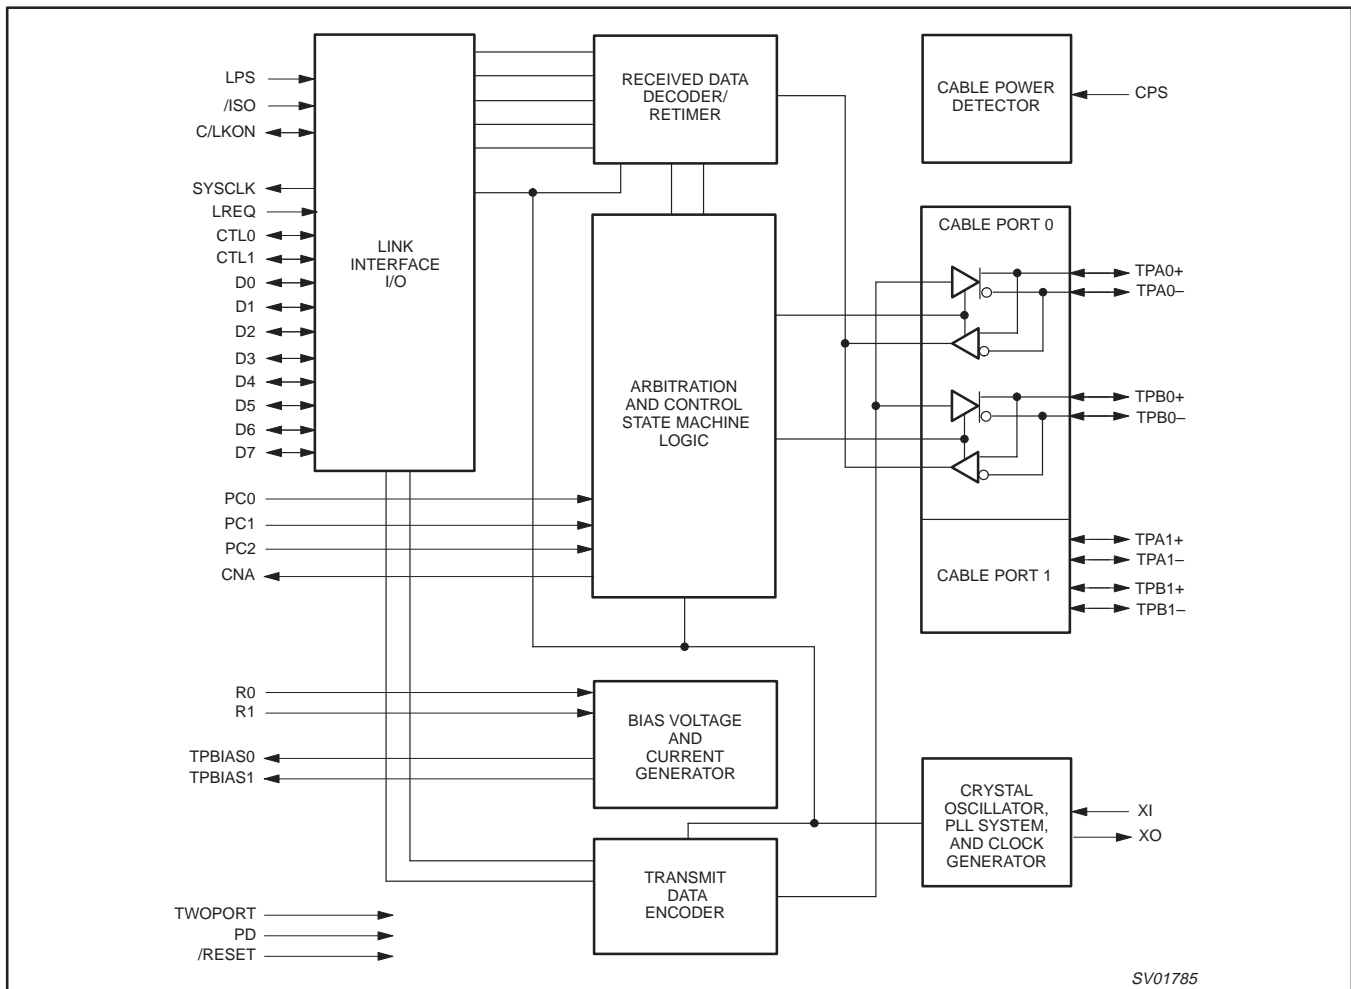 LPS
/ISO
C/LKON
SYSCLK
LREQ
CTL0
CTL1
D0
D1
D2
D3
D4
D5
D6
D7
PC0
PC1
PC2
CNA
R0
R1
TPBIAS0
TPBIAS1
TWOPORT
PD
/RESET
LINK
INTERFACE
I/O
RECEIVED DATA
DECODER/
RETIMER
ARBITRATION
AND CONTROL
STATE MACHINE
LOGIC
BIAS VOLTAGE
AND
CURRENT
GENERATOR
TRANSMIT
DATA
ENCODER
CABLE POWER
DETECTOR
CPS
CABLE PORT 0
TPA0+
TPA0–
TPB0+
TPB0–
CABLE PORT 1
TPA1+
TPA1–
TPB1+
TPB1–
CRYSTAL
OSCILLATOR,
PLL SYSTEM,
AND CLOCK
GENERATOR
XI
XO
SV01785